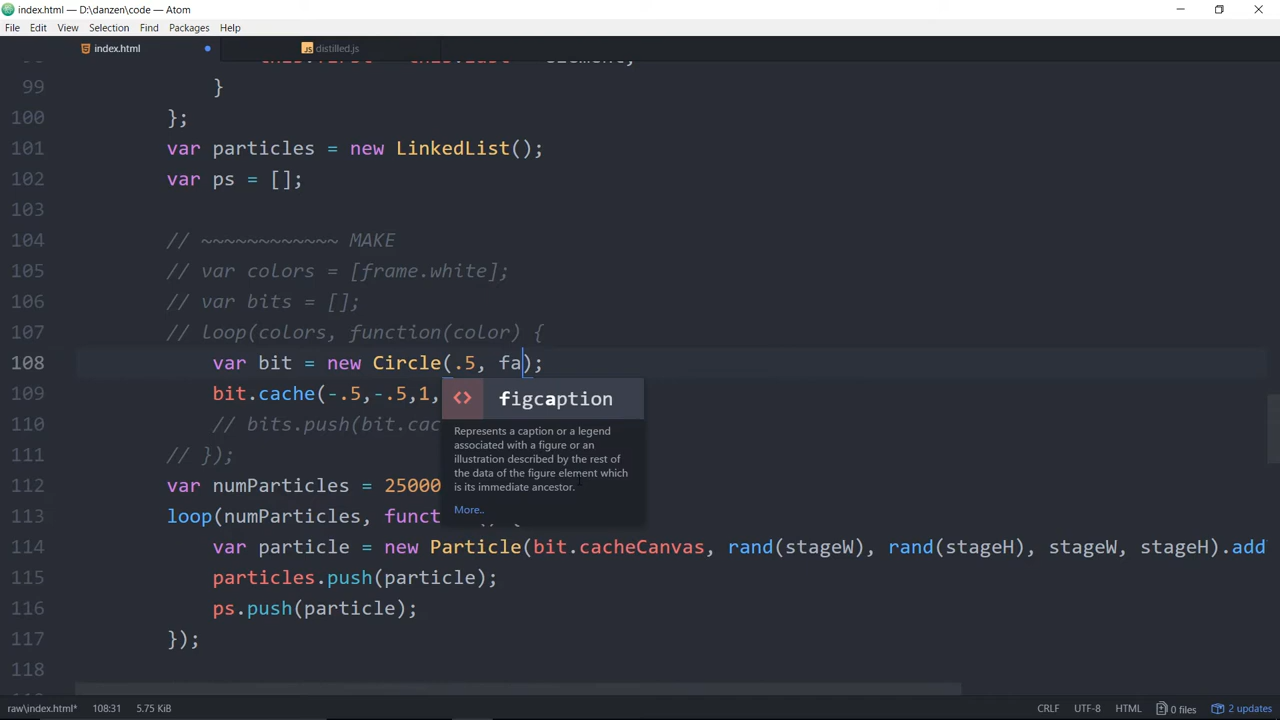 index.html — D:\danzen\code — Atom
File Edit View Selection Find Packages Help
index.html
distilled.js
99 }
100 };
101 var particles = new LinkedList();
102 var ps = [];
103
104 // ~~~~~~~~~~~~ MAKE
105 // var colors = [frame.white];
106 // var bits = [];
107 // loop(colors, function(color) {
108 var bit = new Circle(.5, fa);
109 bit.cache(-.5,-.5,1,
figcaption
110 // bits.push(bit.cac
Represents a caption or a legend
associated with a figure or an
illustration described by the rest of
the data of the figure element which
is its immediate ancestor.
More..
111 // });
112 var numParticles = 25000
113 loop(numParticles, funct
114 var particle = new Particle(bit.cacheCanvas, rand(stageW), rand(stageH), stageW, stageH).add
115 particles.push(particle);
116 ps.push(particle);
117 });
118
raw\index.html* 108:31 5.75 KiB CRLF UTF-8 HTML 0 files 2 updates